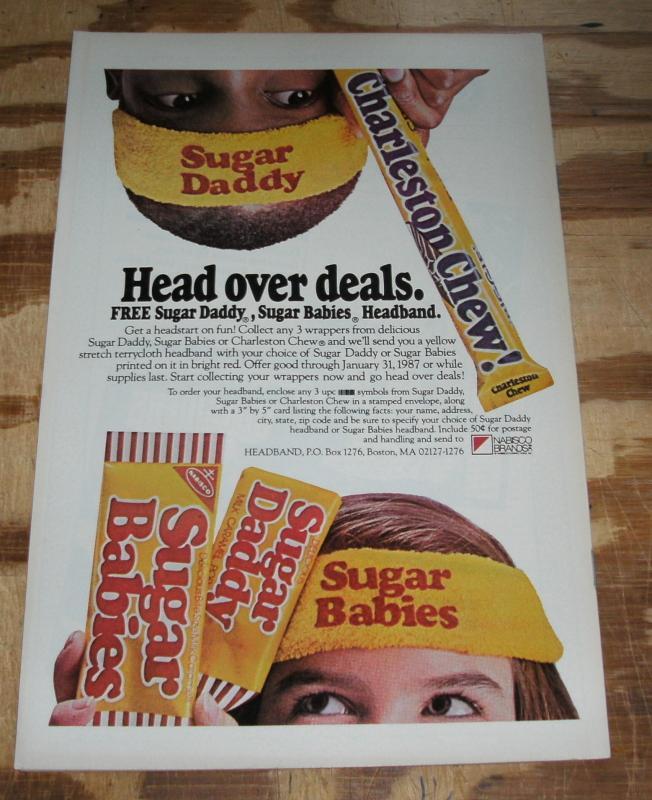 Sugar
Daddy
Charleston Chew!
Charleston
Chew
Head over deals.
FREE Sugar Daddy®, Sugar Babies® Headband.
Get a headstart on fun! Collect any 3 wrappers from delicious
Sugar Daddy, Sugar Babies or Charleston Chew® and we'll send you a yellow
stretch terrycloth headband with your choice of Sugar Daddy or Sugar Babies
printed on it in bright red. Offer good through January 31, 1987 or while
supplies last. Start collecting your wrappers now and go head over deals!
To order your headband, enclose any 3 upc symbols from Sugar Daddy,
Sugar Babies or Charleston Chew in a stamped envelope, along
with a 3" by 5" card listing the following facts: your name, address,
city, state, zip code and be sure to specify your choice of Sugar Daddy
headband or Sugar Babies headband. Include 50¢ for postage
and handling and send to
HEADBAND, P.O. Box 1276, Boston, MA 02127-1276
NABISCO
BRANDS
NABISCO
Sugar
Babies
Sugar
Daddy
MILK CARAMEL
Sugar
Babies